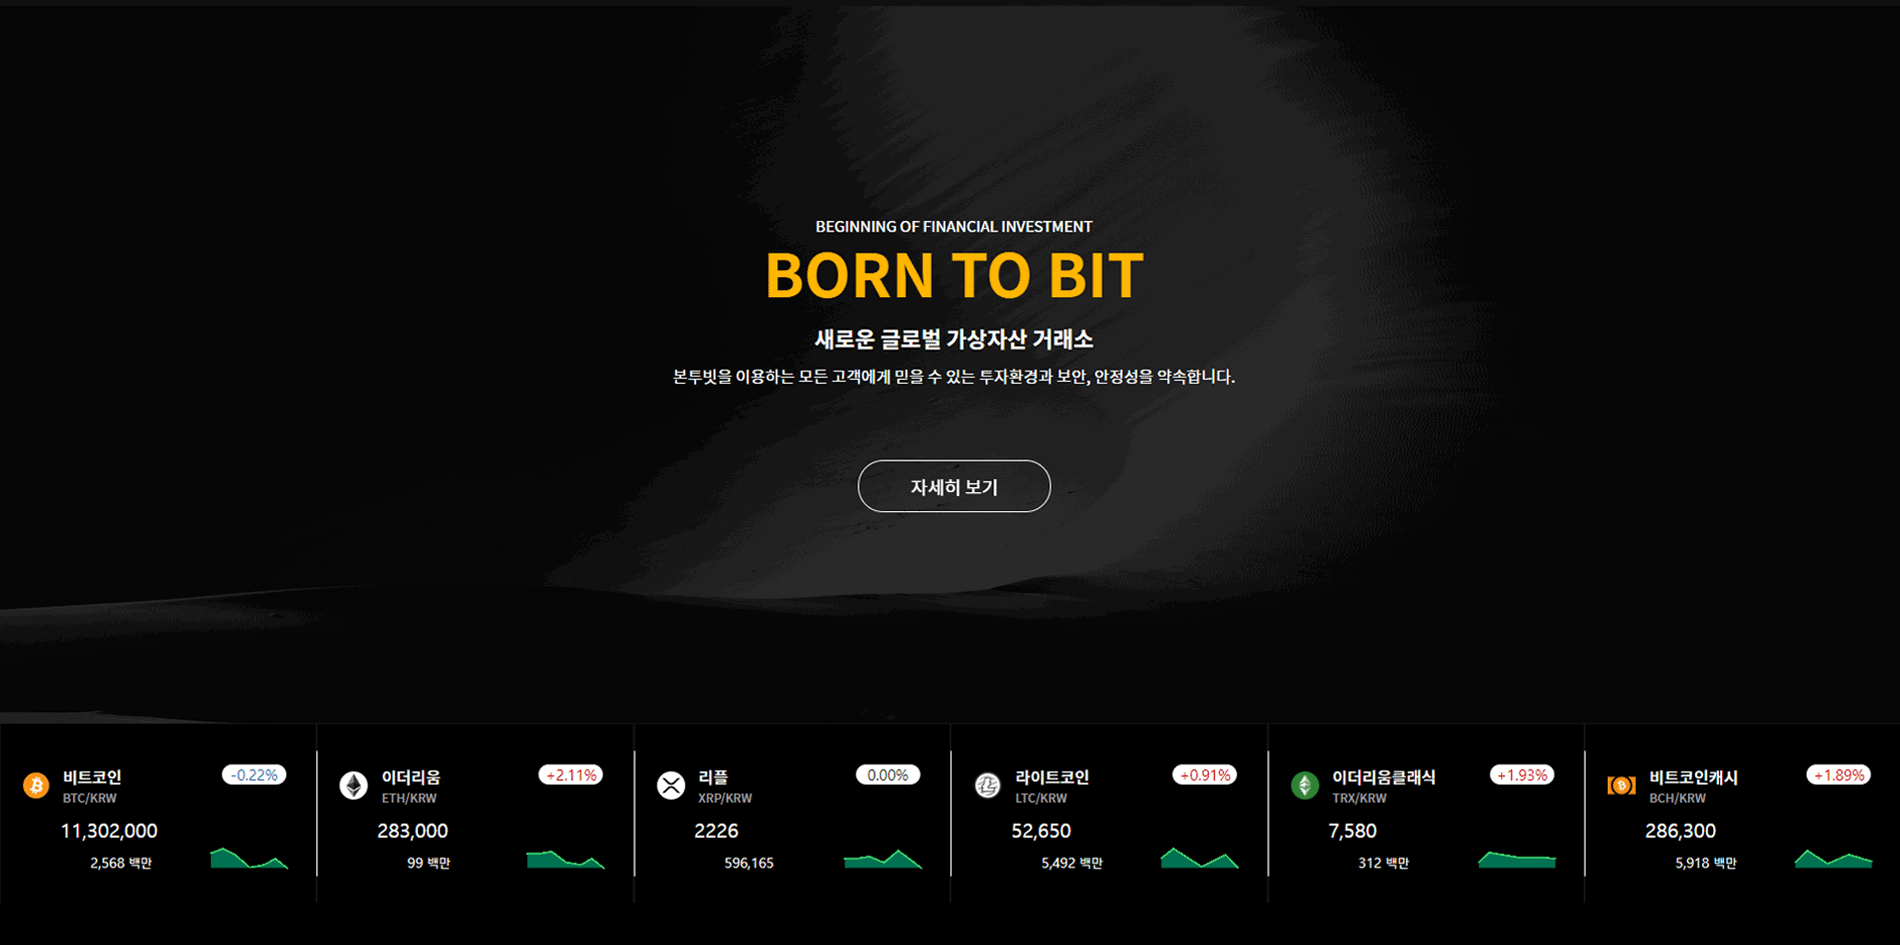 BEGINNING OF FINANCIAL INVESTMENT
BORN TO BIT
새로운 글로벌 가상자산 거래소
본투빗을 이용하는 모든 고객에게 믿을 수 있는 투자환경과 보안, 안정성을 약속합니다.
자세히 보기
비트코인 -0.22%
BTC/KRW
11,302,000
2,568 백만
이더리움 +2.11%
ETH/KRW
283,000
99 백만
리플 0.00%
XRP/KRW
2226
596,165
라이트코인 +0.91%
LTC/KRW
52,650
5,492 백만
이더리움클래식 +1.93%
TRX/KRW
7,580
312 백만
비트코인캐시 +1.89%
BCH/KRW
286,300
5,918 백만